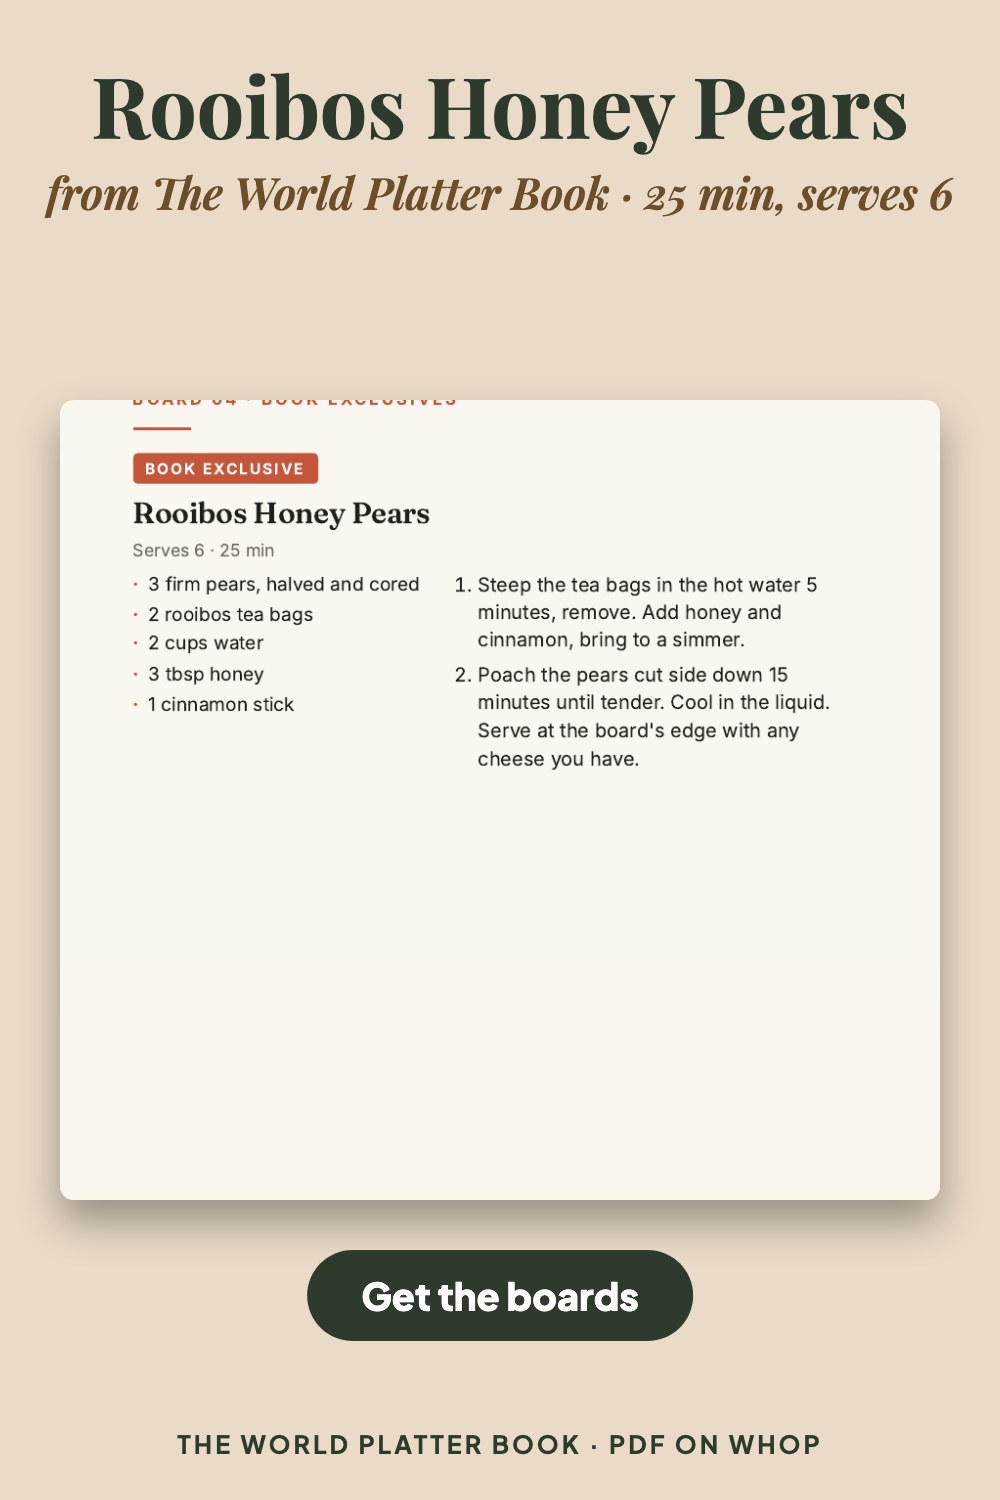 Rooibos Honey Pears
from The World Platter Book · 25 min, serves 6
BOARD 04 · BOOK EXCLUSIVES
BOOK EXCLUSIVE
Rooibos Honey Pears
Serves 6 · 25 min
· 3 firm pears, halved and cored
· 2 rooibos tea bags
· 2 cups water
· 3 tbsp honey
· 1 cinnamon stick
1. Steep the tea bags in the hot water 5
minutes, remove. Add honey and
cinnamon, bring to a simmer.
2. Poach the pears cut side down 15
minutes until tender. Cool in the liquid.
Serve at the board's edge with any
cheese you have.
Get the boards
THE WORLD PLATTER BOOK · PDF ON WHOP